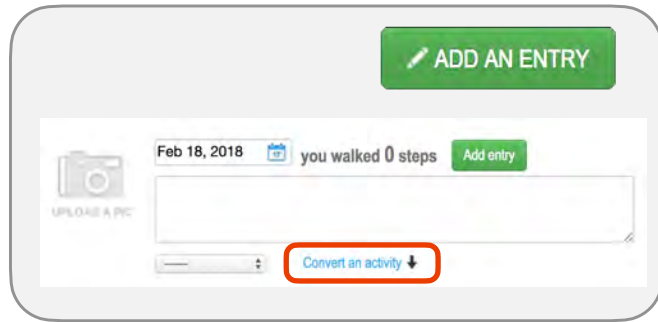 ADD AN ENTRY
Feb 18, 2018 you walked 0 steps Add entry
UPLOAD A PIC
Convert an activity